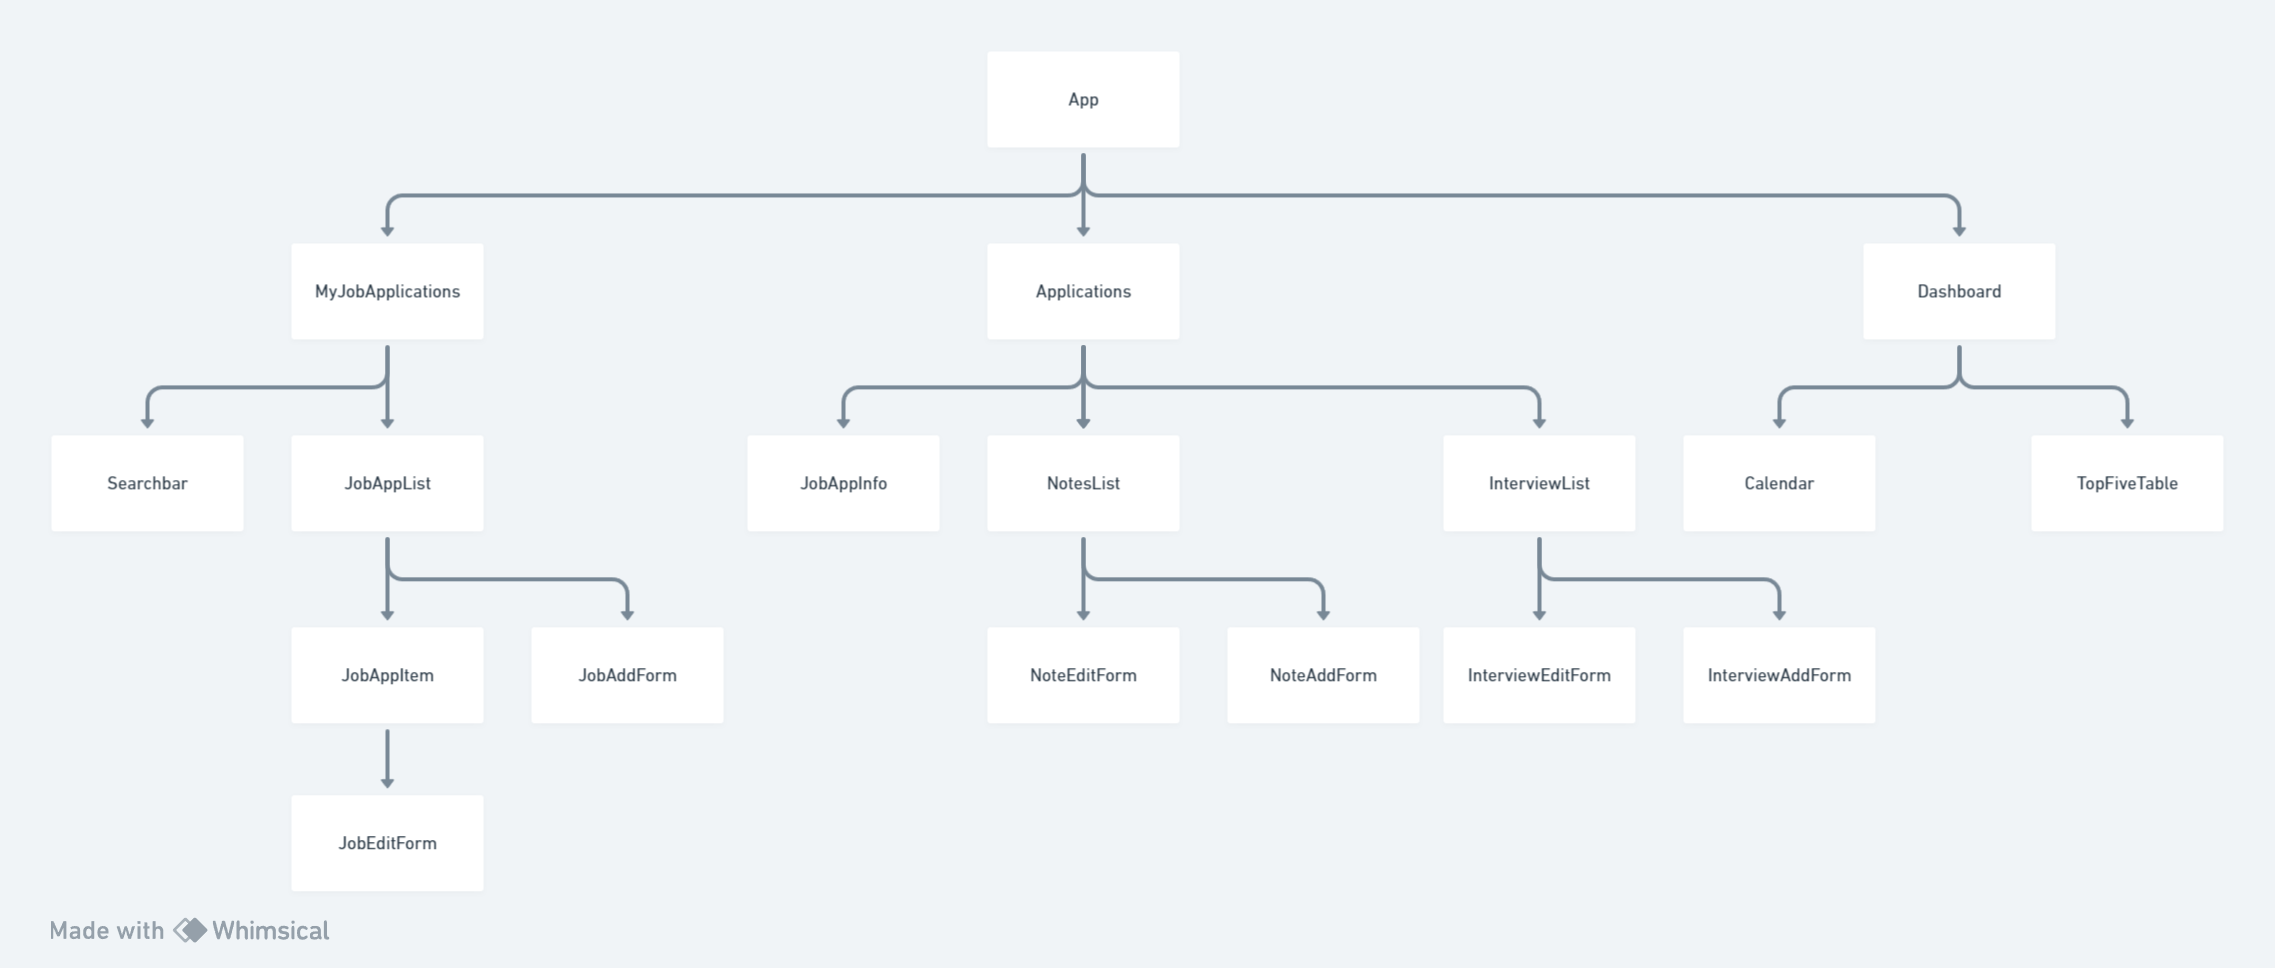 App
MyJobApplications
Applications
Dashboard
Searchbar
JobAppList
JobAppInfo
NotesList
InterviewList
Calendar
TopFiveTable
JobAppItem
JobAddForm
NoteEditForm
NoteAddForm
InterviewEditForm
InterviewAddForm
JobEditForm
Made with Whimsical